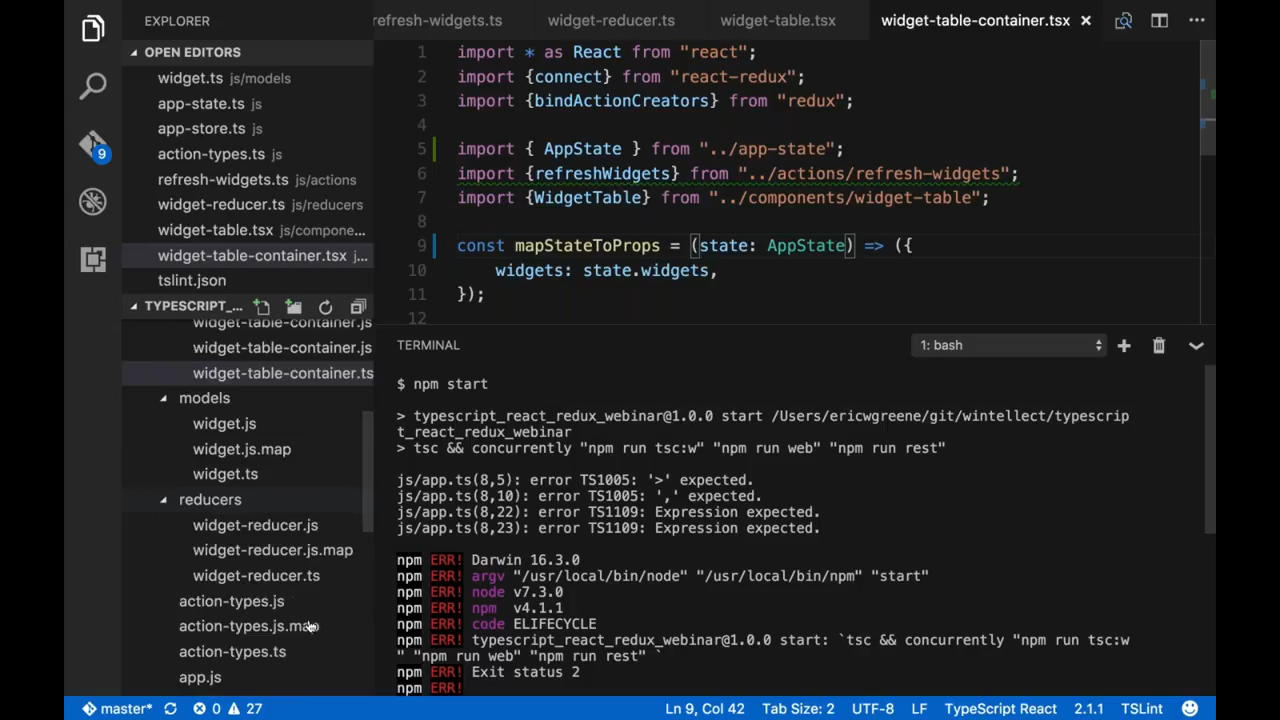 EXPLORER
OPEN EDITORS
widget.ts js/models
app-state.ts js
app-store.ts js
action-types.ts js
refresh-widgets.ts js/actions
widget-reducer.ts js/reducers
widget-table.tsx js/compone...
widget-table-container.tsx j...
tslint.json
TYPESCRIPT_...
widget-table-container.js
widget-table-container.js
widget-table-container.ts
models
widget.js
widget.js.map
widget.ts
reducers
widget-reducer.js
widget-reducer.js.map
widget-reducer.ts
action-types.js
action-types.js.map
action-types.ts
app.js
9
refresh-widgets.ts widget-reducer.ts widget-table.tsx widget-table-container.tsx ×
1 import * as React from "react";
2 import {connect} from "react-redux";
3 import {bindActionCreators} from "redux";
4
5 import { AppState } from "../app-state";
6 import {refreshWidgets} from "../actions/refresh-widgets";
7 import {WidgetTable} from "../components/widget-table";
8
9 const mapStateToProps = (state: AppState) => ({
10 widgets: state.widgets,
11 });
12
TERMINAL 1: bash
$ npm start
> typescript_react_redux_webinar@1.0.0 start /Users/ericwgreene/git/wintellect/typescrip
t_react_redux_webinar
> tsc && concurrently "npm run tsc:w" "npm run web" "npm run rest"
js/app.ts(8,5): error TS1005: '>' expected.
js/app.ts(8,10): error TS1005: ',' expected.
js/app.ts(8,22): error TS1109: Expression expected.
js/app.ts(8,23): error TS1109: Expression expected.
npm ERR! Darwin 16.3.0
npm ERR! argv "/usr/local/bin/node" "/usr/local/bin/npm" "start"
npm ERR! node v7.3.0
npm ERR! npm v4.1.1
npm ERR! code ELIFECYCLE
npm ERR! typescript_react_redux_webinar@1.0.0 start: `tsc && concurrently "npm run tsc:w
" "npm run web" "npm run rest" `
npm ERR! Exit status 2
npm ERR!
master* 0 27 Ln 9, Col 42 Tab Size: 2 UTF-8 LF TypeScript React 2.1.1 TSLint